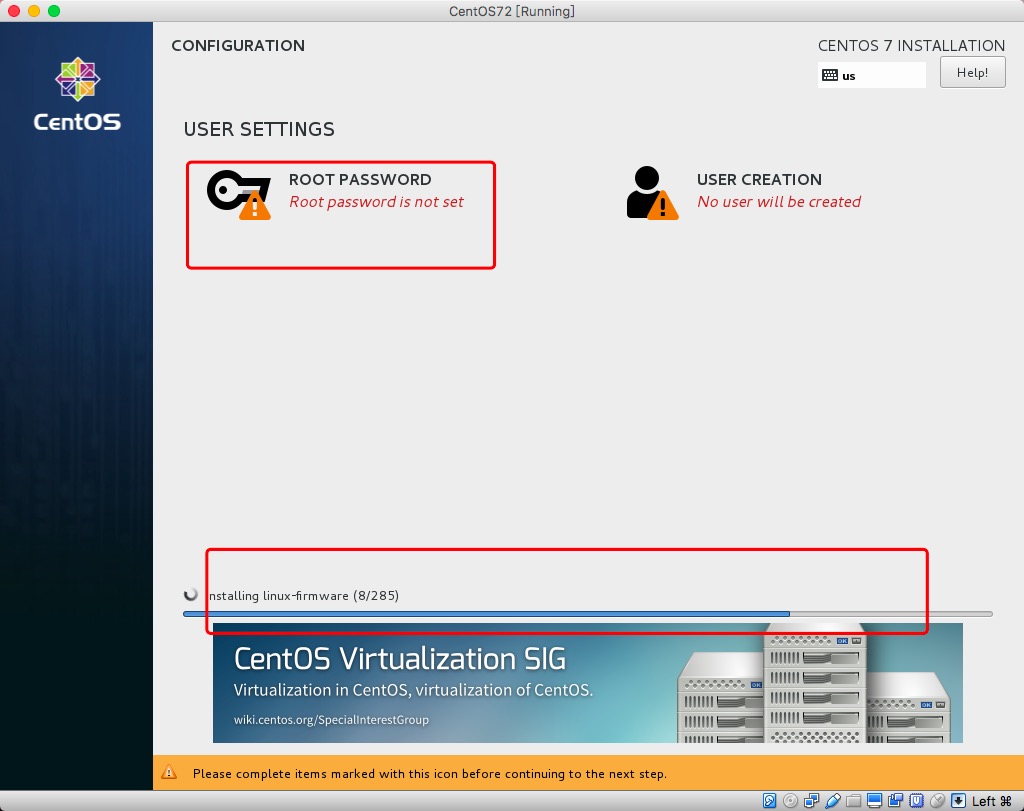 CentOS72 [Running]
CentOS
CONFIGURATION
CENTOS 7 INSTALLATION
us
Help!
USER SETTINGS
ROOT PASSWORD
Root password is not set
USER CREATION
No user will be created
nstalling linux-firmware (8/285)
CentOS Virtualization SIG
Virtualization in CentOS, virtualization of CentOS.
wiki.centos.org/SpecialInterestGroup
Please complete items marked with this icon before continuing to the next step.
Left ⌘